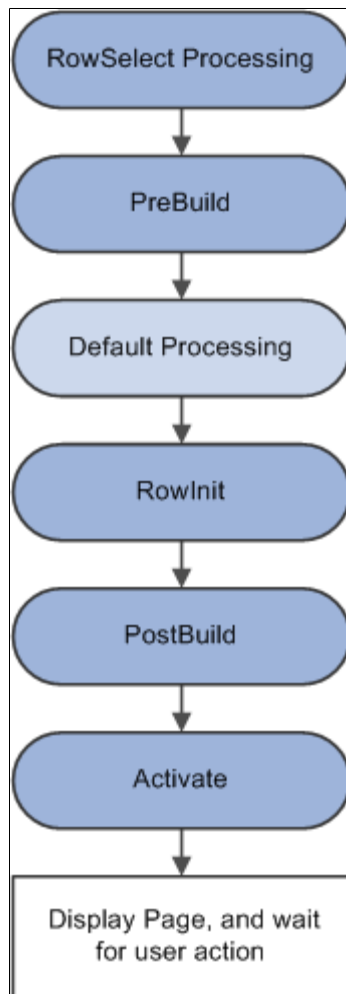 RowSelect Processing
PreBuild
Default Processing
RowInit
PostBuild
Activate
Display Page, and wait
for user action